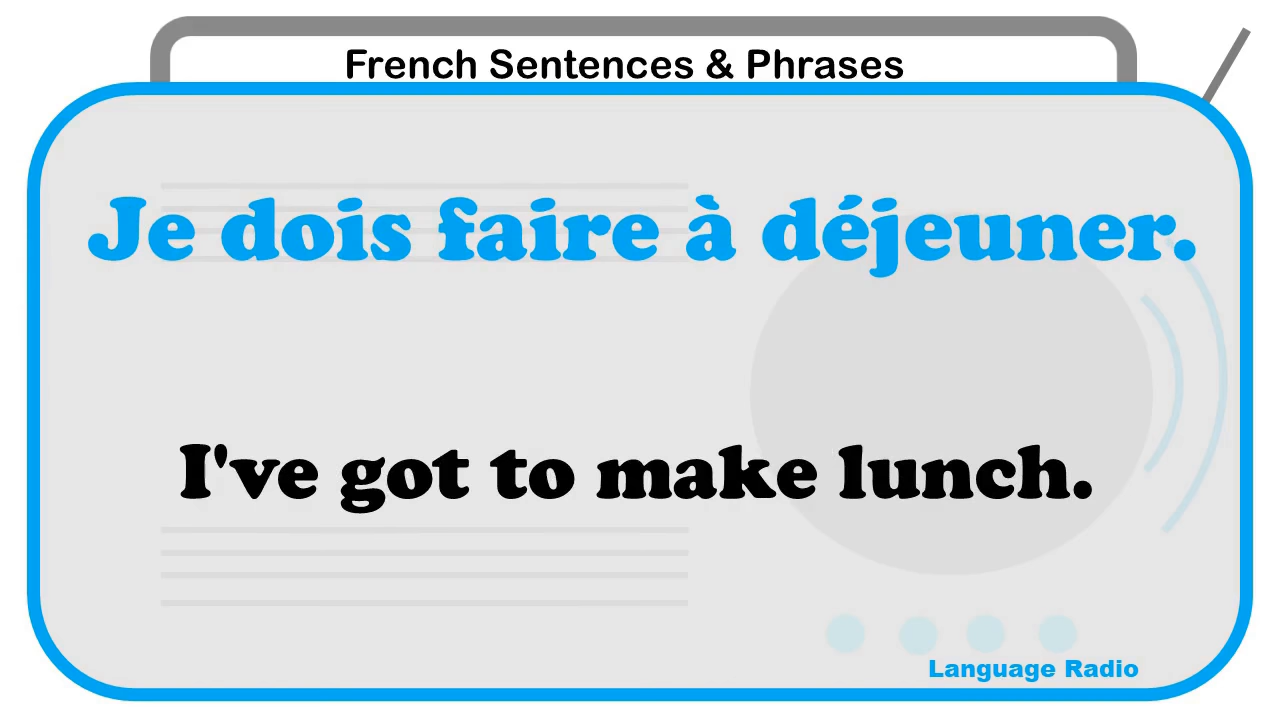 French Sentences & Phrases
Je dois faire à déjeuner.
I've got to make lunch.
Language Radio